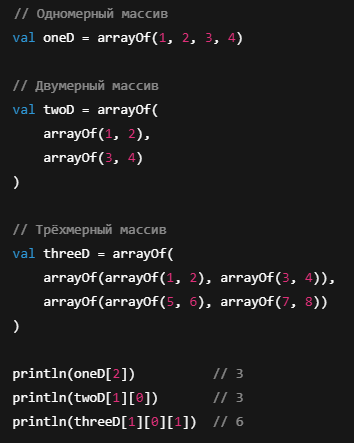 // Одномерный массив
val oneD = arrayOf(1, 2, 3, 4)

// Двумерный массив
val twoD = arrayOf(
    arrayOf(1, 2),
    arrayOf(3, 4)
)

// Трёхмерный массив
val threeD = arrayOf(
    arrayOf(arrayOf(1, 2), arrayOf(3, 4)),
    arrayOf(arrayOf(5, 6), arrayOf(7, 8))
)

println(oneD[2])          // 3
println(twoD[1][0])       // 3
println(threeD[1][0][1])  // 6